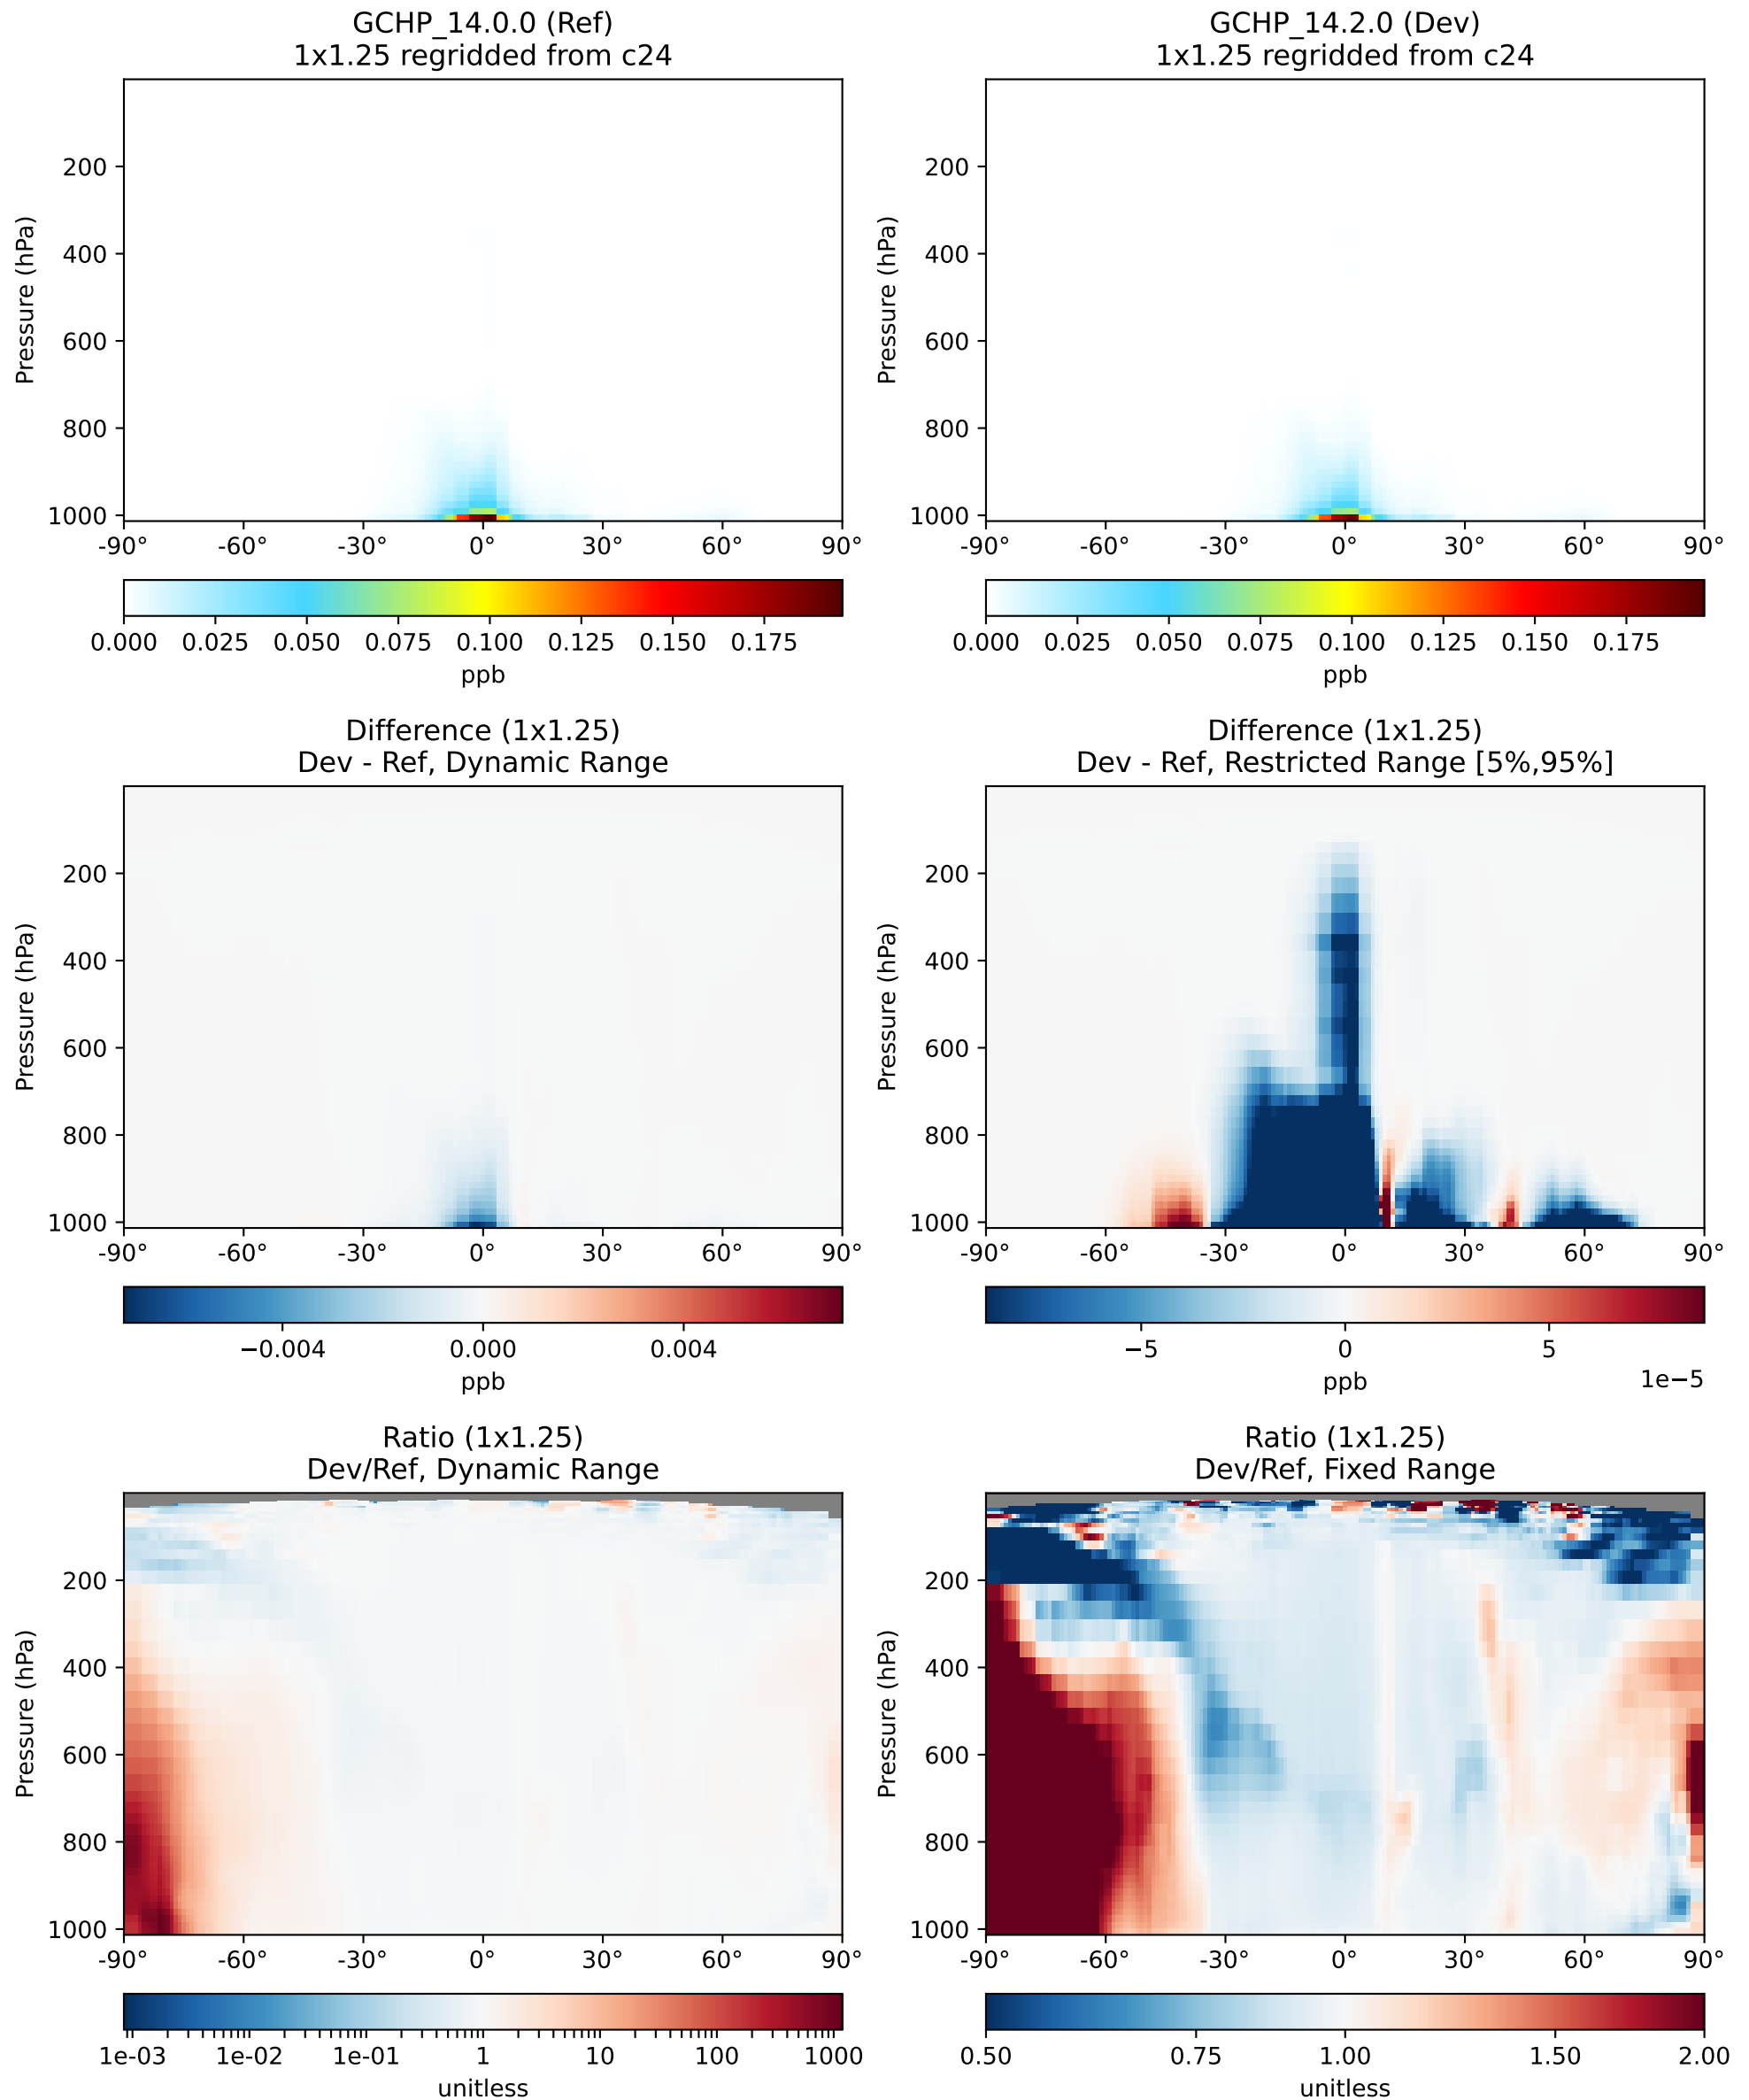 GCHP_14.0.0 (Ref)
1x1.25 regridded from c24
GCHP_14.2.0 (Dev)
1x1.25 regridded from c24
Pressure (hPa)
200
400
600
800
1000
-90° -60° -30° 0° 30° 60° 90°
0.000 0.025 0.050 0.075 0.100 0.125 0.150 0.175
ppb
Pressure (hPa)
200
400
600
800
1000
-90° -60° -30° 0° 30° 60° 90°
0.000 0.025 0.050 0.075 0.100 0.125 0.150 0.175
ppb
Difference (1x1.25)
Dev - Ref, Dynamic Range
Pressure (hPa)
200
400
600
800
1000
-90° -60° -30° 0° 30° 60° 90°
−0.004 0.000 0.004
ppb
Difference (1x1.25)
Dev - Ref, Restricted Range [5%,95%]
Pressure (hPa)
200
400
600
800
1000
-90° -60° -30° 0° 30° 60° 90°
−5 0 5
ppb
1e−5
Ratio (1x1.25)
Dev/Ref, Dynamic Range
Pressure (hPa)
200
400
600
800
1000
-90° -60° -30° 0° 30° 60° 90°
1e-03 1e-02 1e-01 1 10 100 1000
unitless
Ratio (1x1.25)
Dev/Ref, Fixed Range
Pressure (hPa)
200
400
600
800
1000
-90° -60° -30° 0° 30° 60° 90°
0.50 0.75 1.00 1.50 2.00
unitless